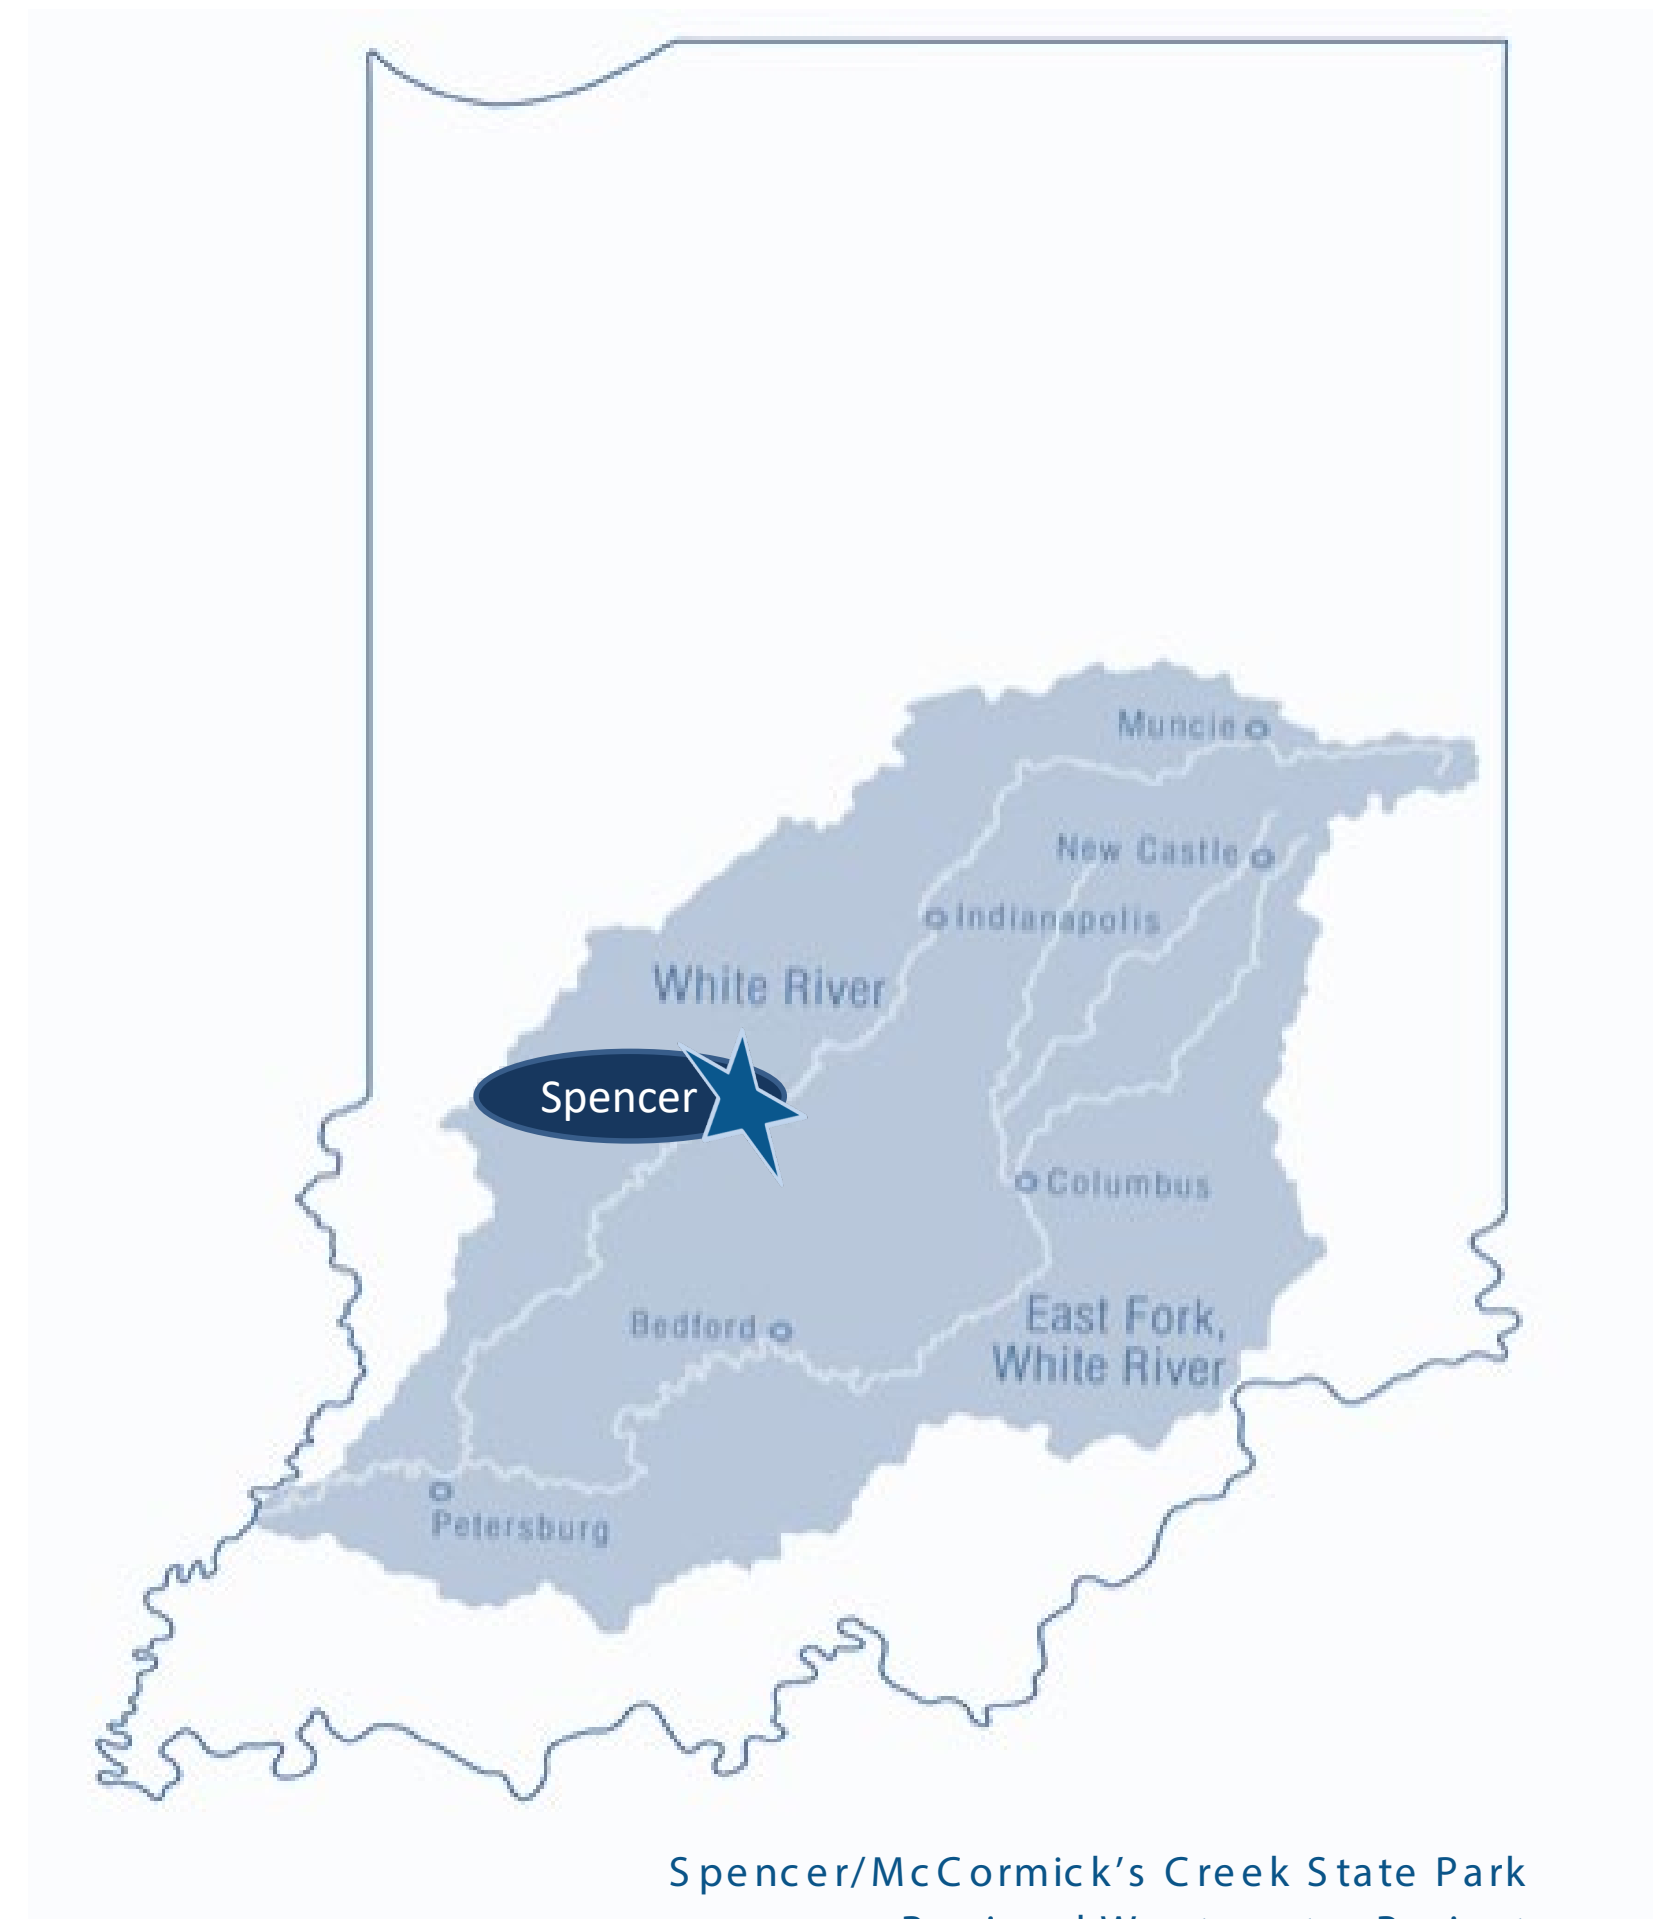 Muncie
New Castle
Indianapolis
White River
Spencer
Columbus
East Fork,
White River
Bedford
Petersburg
Spencer/McCormick’s Creek State Park